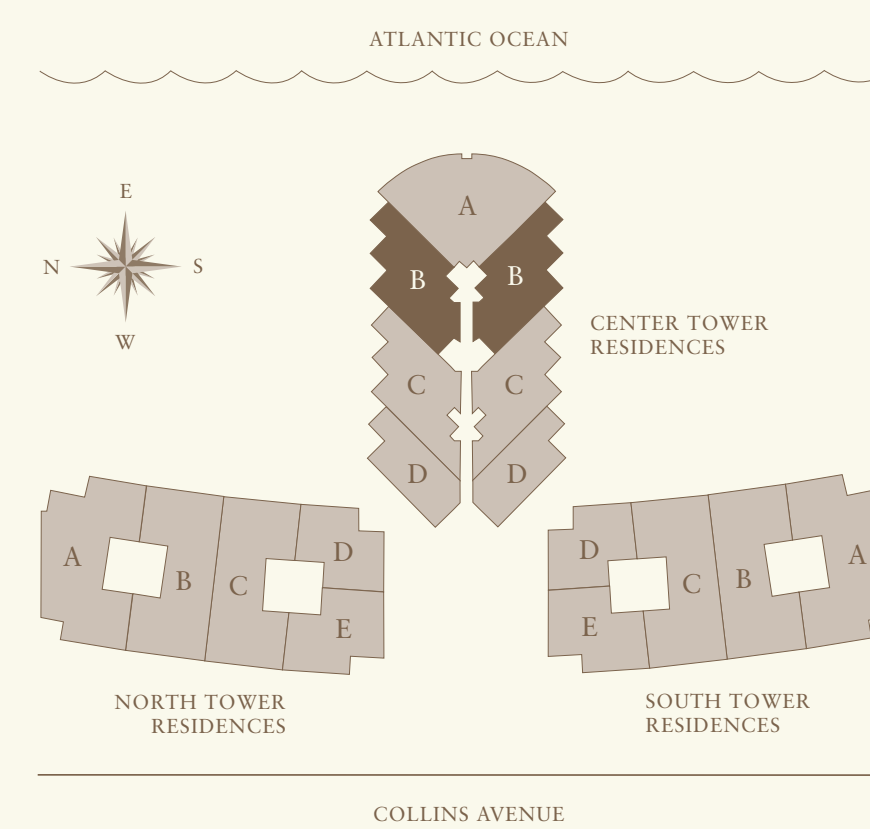 ATLANTIC OCEAN
E
N
S
W
A
B
B
CENTER TOWER
RESIDENCES
C
C
D
D
A
B
C
D
E
D
E
C
B
A
NORTH TOWER
RESIDENCES
SOUTH TOWER
RESIDENCES
COLLINS AVENUE